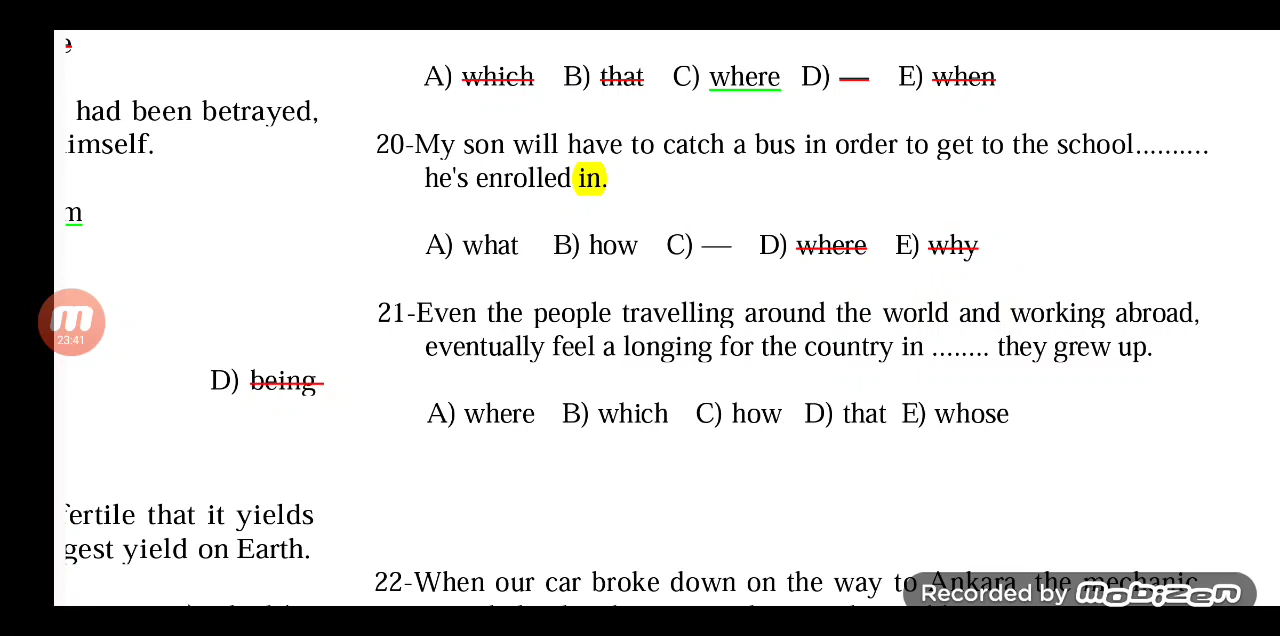 had been betrayed,
imself.
m
D) being
fertile that it yields
gest yield on Earth.
A) which B) that C) where D) — E) when
20-My son will have to catch a bus in order to get to the school..........
he's enrolled in.
A) what B) how C) — D) where E) why
21-Even the people travelling around the world and working abroad,
eventually feel a longing for the country in ........ they grew up.
A) where B) which C) how D) that E) whose
22-When our car broke down on the way to Ankara, the mechanic
23:41
Recorded by mobizen